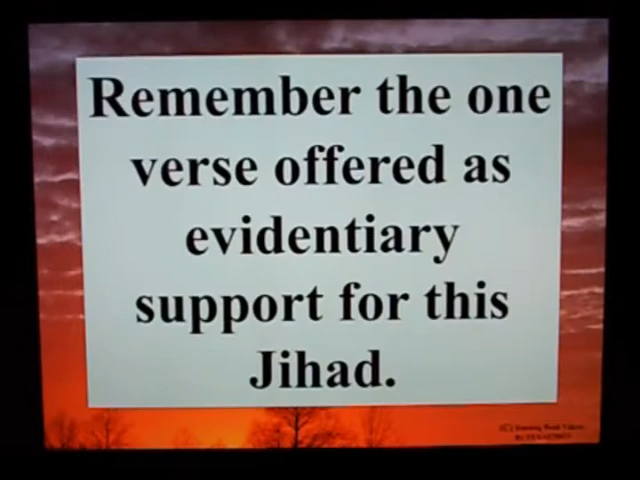 Remember the one
verse offered as
evidentiary
support for this
Jihad.